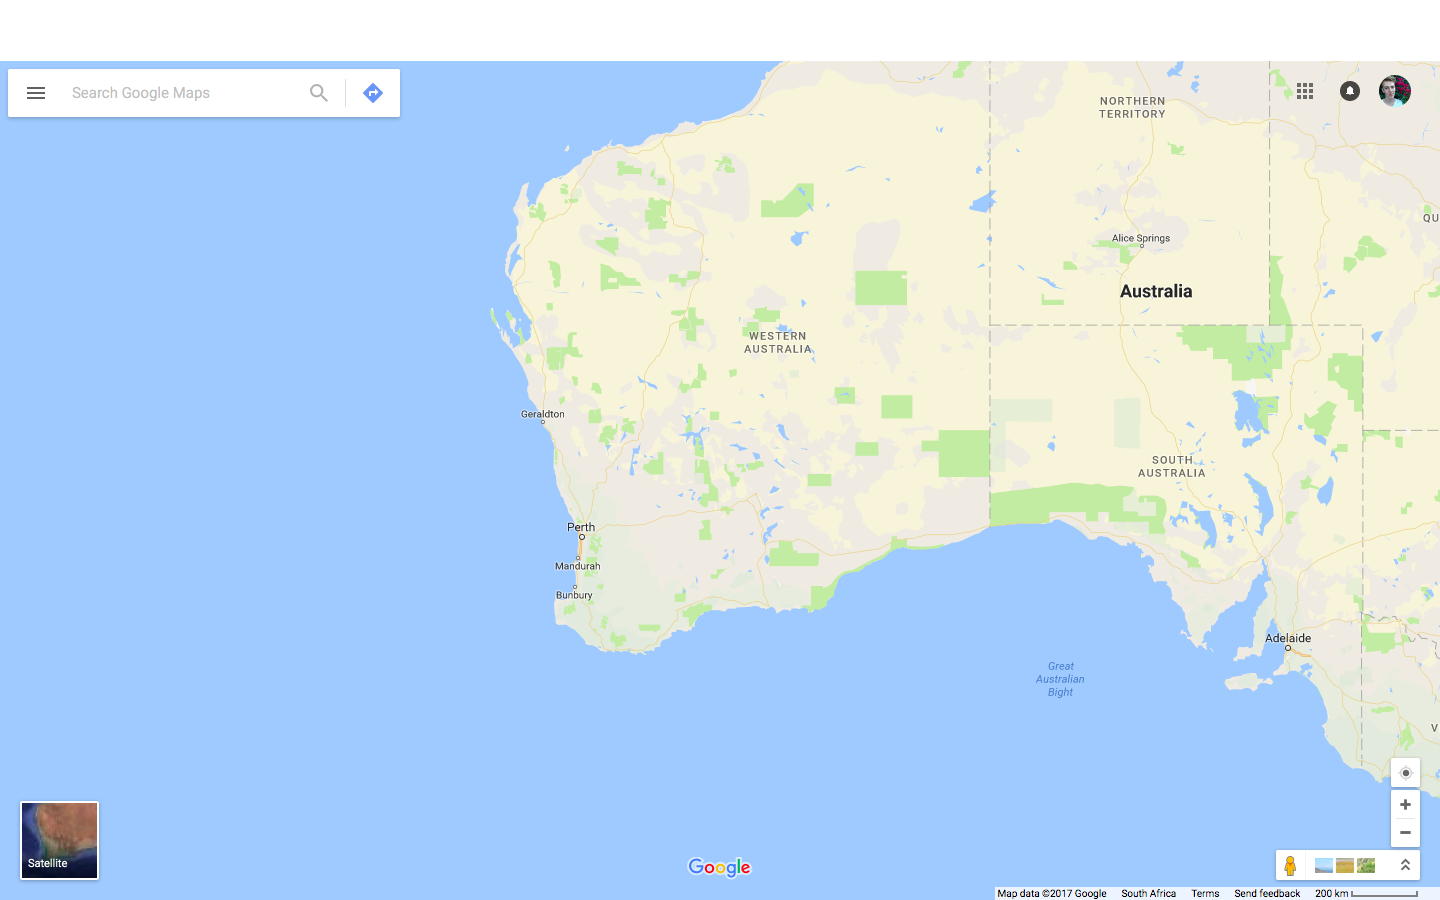 Search Google Maps
NORTHERN
TERRITORY
QU
Alice Springs
Australia
WESTERN
AUSTRALIA
Geraldton
SOUTH
AUSTRALIA
Perth
Mandurah
Bunbury
Adelaide
Great
Australian
Bight
V
Satellite
Google
Map data ©2017 Google South Africa Terms Send feedback 200 km